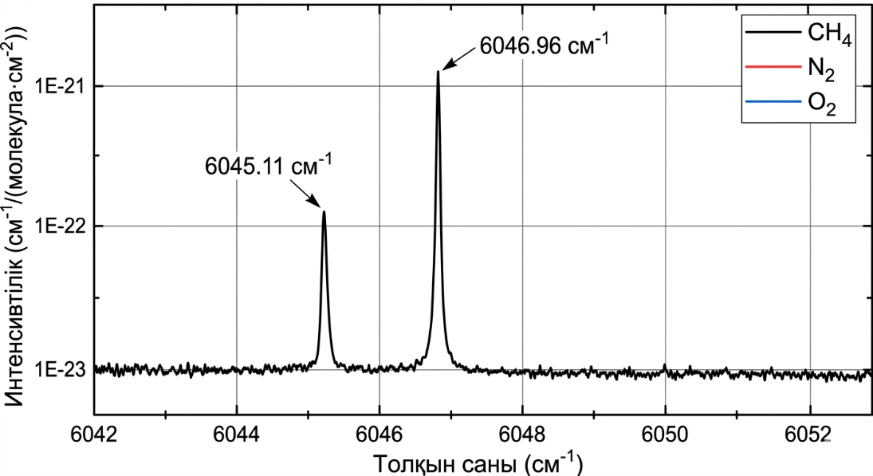 Интенсивтілік (см⁻¹/(молекула·см⁻²))
1E-21
1E-22
1E-23
6046.96 см⁻¹
6045.11 см⁻¹
CH₄
N₂
O₂
6042 6044 6046 6048 6050 6052
Толқын саны (см⁻¹)